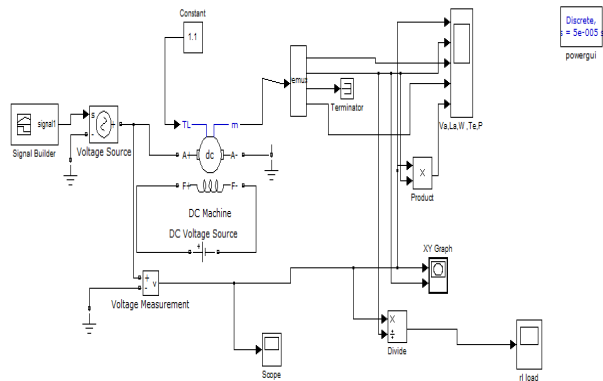 Constant
1.1
Discrete,
s = 5e-005 s
powergui
emux
Terminator
Va,La,W ,Te,P
signal1
Signal Builder
s
+
-
Voltage Source
TL
m
A+
dc
A-
F+
F-
DC Machine
DC Voltage Source
+
X
Product
XY Graph
+
-
v
Voltage Measurement
Scope
X
÷
Divide
rl load